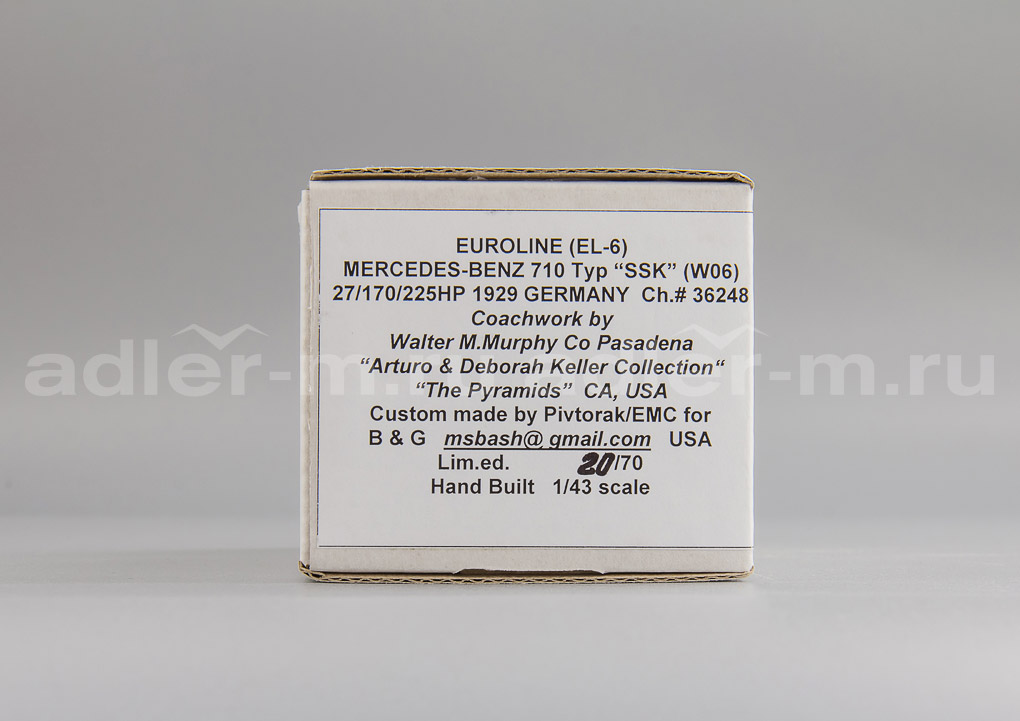 EUROLINE (EL-6)
MERCEDES-BENZ 710 Typ “SSK” (W06)
27/170/225HP 1929 GERMANY Ch.# 36248
Coachwork by
Walter M.Murphy Co Pasadena
“Arturo & Deborah Keller Collection“
“The Pyramids” CA, USA
Custom made by Pivtorak/EMC for
B & G msbash@ gmail.com USA
Lim.ed. 20/70
Hand Built 1/43 scale
adler-m.ru adler-m.ru